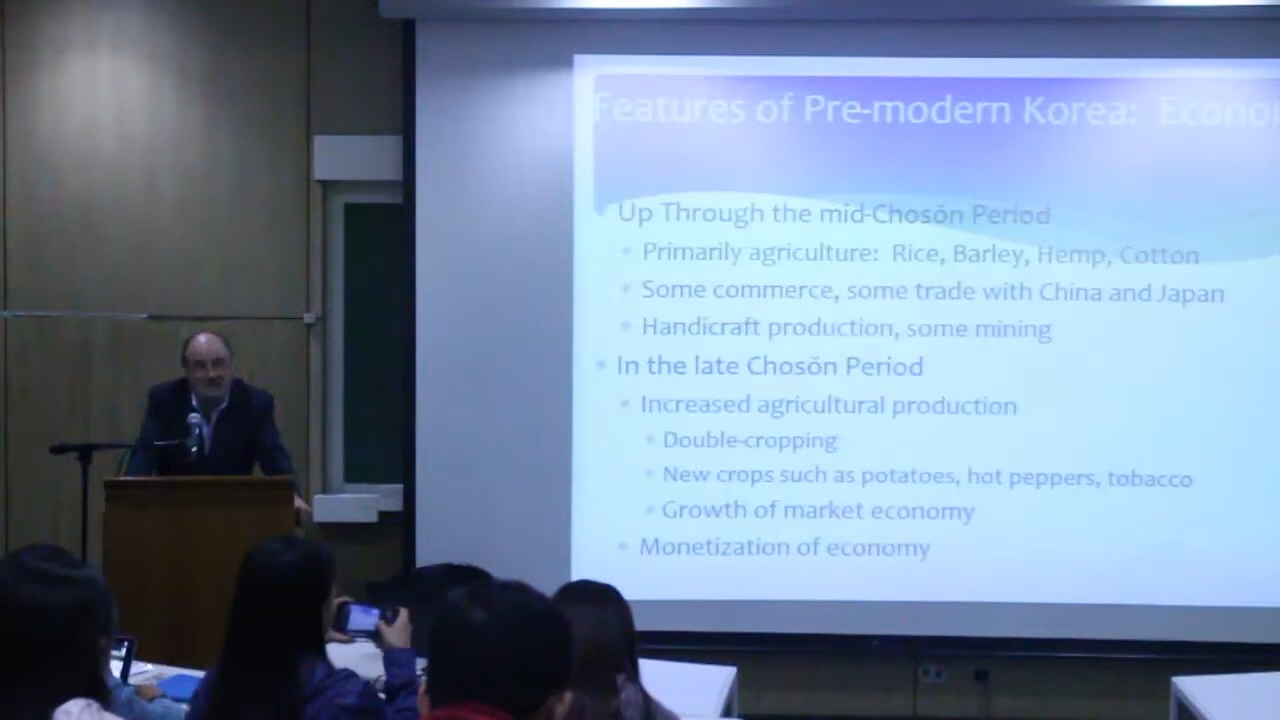 Features of Pre-modern Korea:
Up Through the mid-Chosŏn Period
Primarily agriculture: Rice, Barley, Hemp, Cotton
Some commerce, some trade with China and Japan
Handicraft production, some mining
In the late Chosŏn Period
Increased agricultural production
Double-cropping
New crops such as potatoes, hot peppers, tobacco
Growth of market economy
Monetization of economy